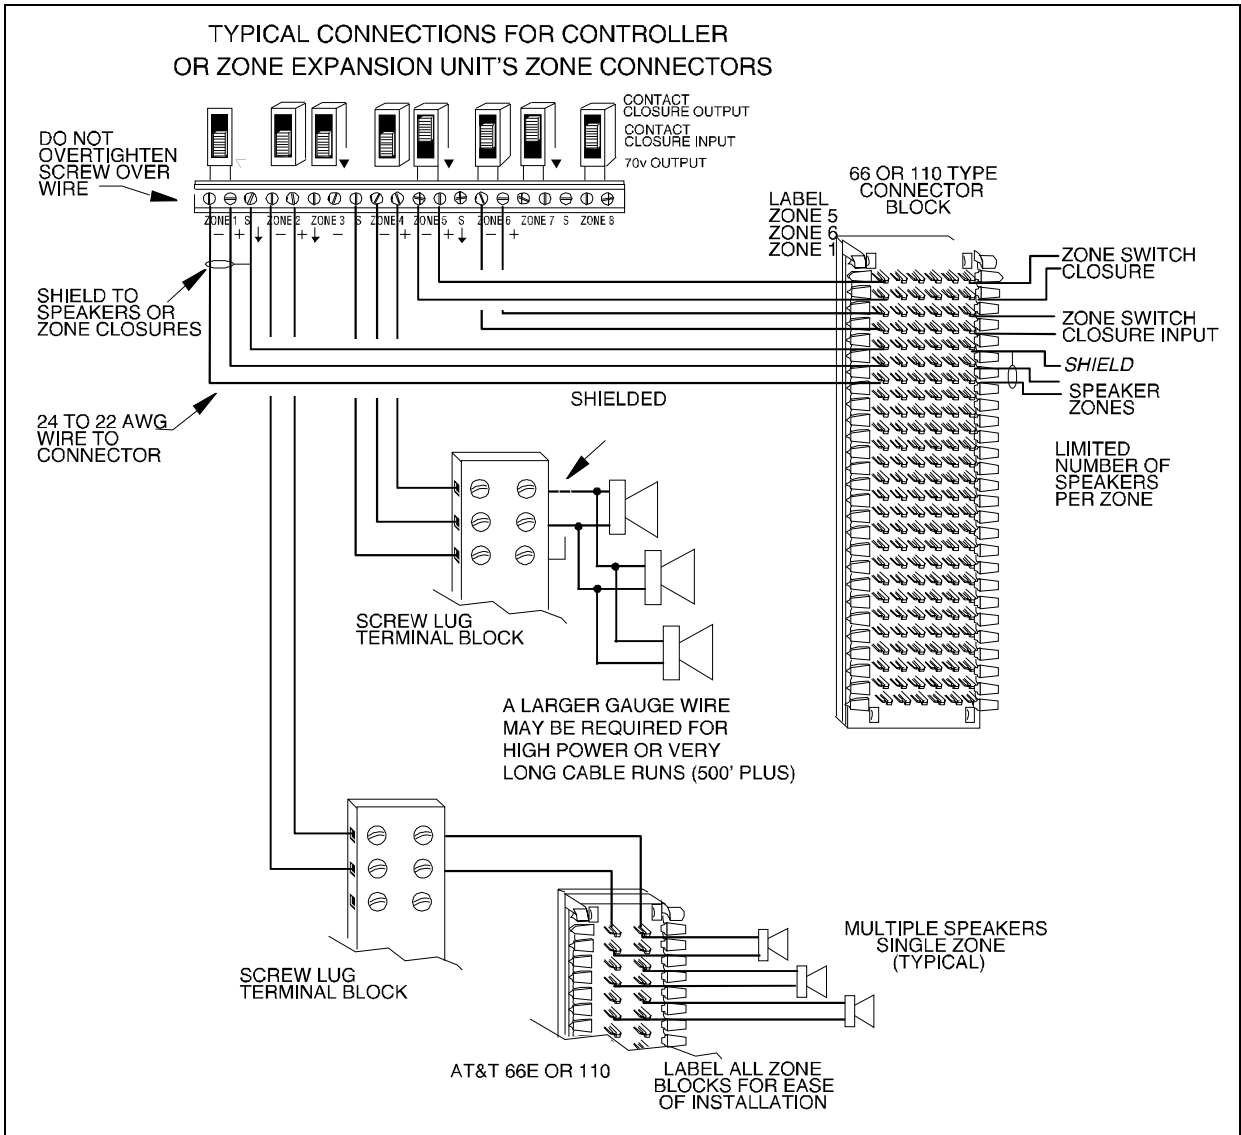 TYPICAL CONNECTIONS FOR CONTROLLER
OR ZONE EXPANSION UNIT'S ZONE CONNECTORS
CONTACT
CLOSURE OUTPUT
CONTACT
CLOSURE INPUT
70v OUTPUT
DO NOT
OVERTIGHTEN
SCREW OVER
WIRE
ZONE 1 S ZONE 2 ZONE 3 S ZONE 4 ZONE 5 S ZONE 6 ZONE 7 S ZONE 8
− + − + − − + − + − +
66 OR 110 TYPE
CONNECTOR
BLOCK
LABEL
ZONE 5
ZONE 6
ZONE 1
ZONE SWITCH
CLOSURE
ZONE SWITCH
CLOSURE INPUT
SHIELD
SPEAKER
ZONES
SHIELD TO
SPEAKERS OR
ZONE CLOSURES
SHIELDED
24 TO 22 AWG
WIRE TO
CONNECTOR
LIMITED
NUMBER OF
SPEAKERS
PER ZONE
SCREW LUG
TERMINAL BLOCK
A LARGER GAUGE WIRE
MAY BE REQUIRED FOR
HIGH POWER OR VERY
LONG CABLE RUNS (500' PLUS)
MULTIPLE SPEAKERS
SINGLE ZONE
(TYPICAL)
SCREW LUG
TERMINAL BLOCK
AT&T 66E OR 110
LABEL ALL ZONE
BLOCKS FOR EASE
OF INSTALLATION